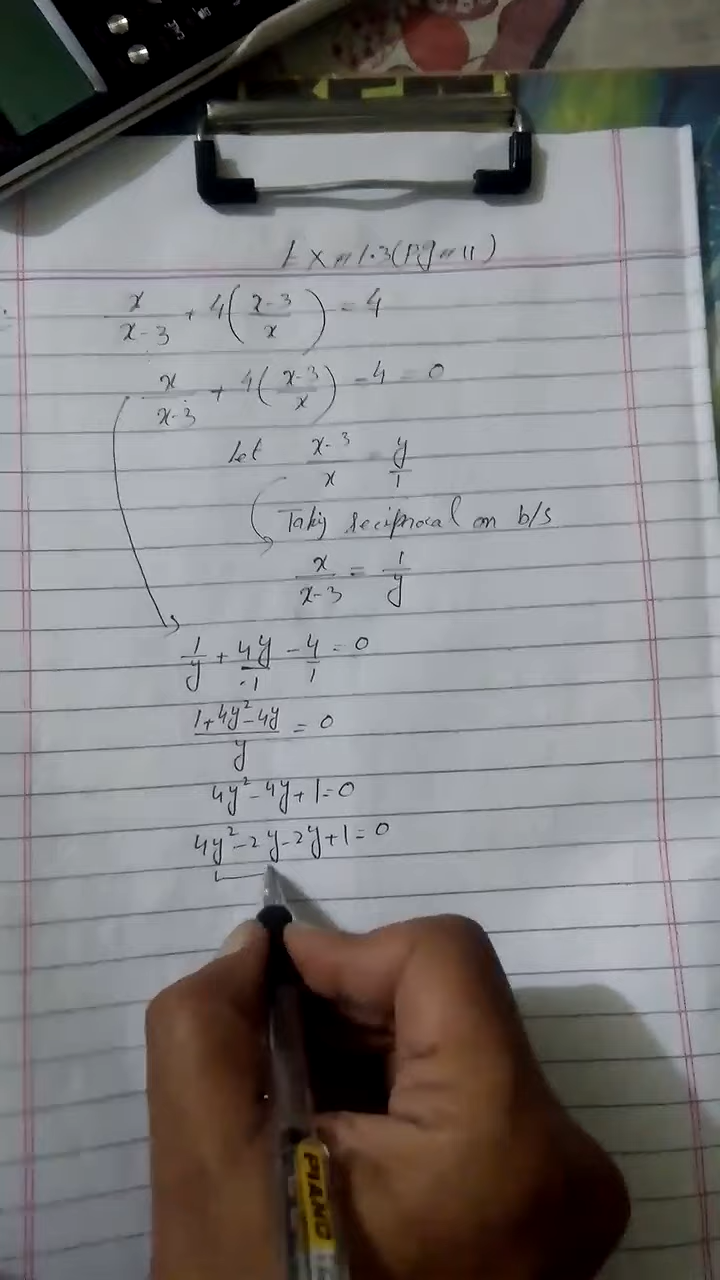 Ex # 1.3 (Pg # 11)
x/(x-3) + 4((x-3)/x) = 4
x/(x-3) + 4((x-3)/x) - 4 = 0
Let (x-3)/x = y/1
Taking reciprocal on b/s
x/(x-3) = 1/y
1/y + 4y/1 - 4/1 = 0
(1+4y²-4y)/y = 0
4y²-4y+1=0
4y²-2y-2y+1=0
PIANO